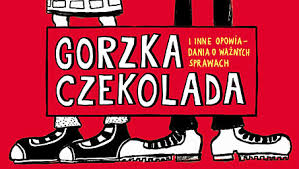 GORZKA
CZEKOLADA
I INNE OPOWIA-
DANIA O WAŻNYCH
SPRAWACH